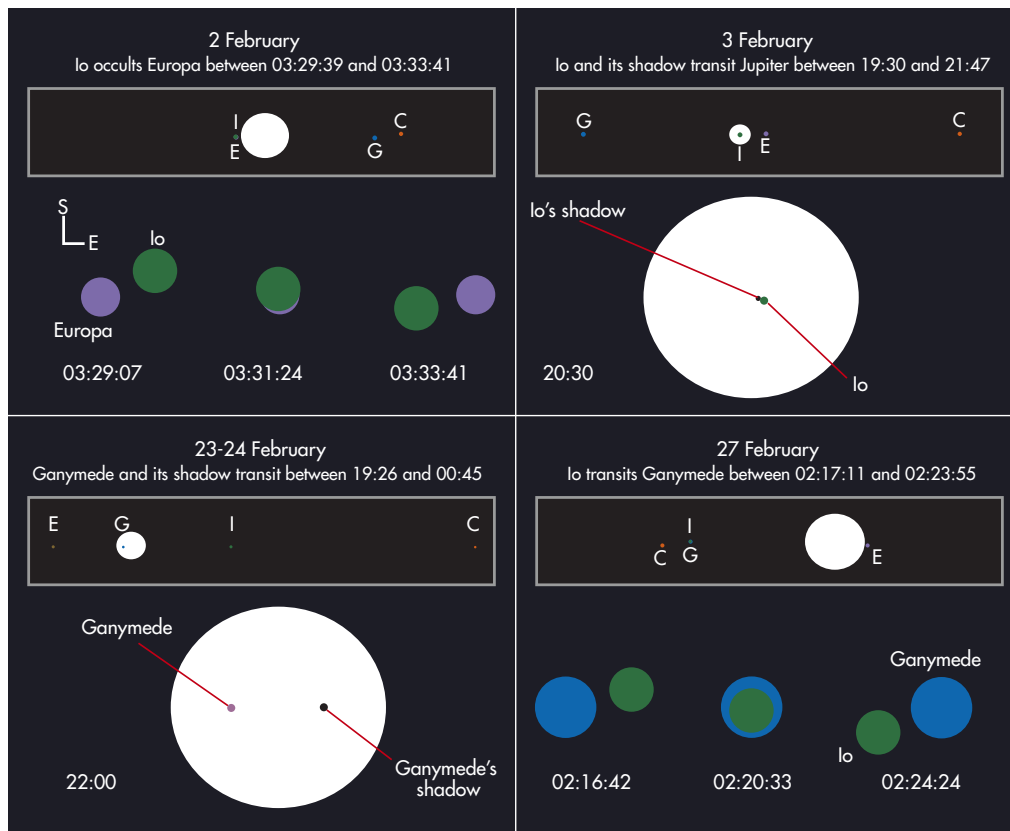 2 February
Io occults Europa between 03:29:39 and 03:33:41
I
E
C
G
S
E
Io
Europa
03:29:07
03:31:24
03:33:41
3 February
Io and its shadow transit Jupiter between 19:30 and 21:47
G
I
E
C
Io's shadow
Io
20:30
23-24 February
Ganymede and its shadow transit between 19:26 and 00:45
E
G
I
C
Ganymede
Ganymede's
shadow
22:00
27 February
Io transits Ganymede between 02:17:11 and 02:23:55
C
I
G
E
Ganymede
Io
02:16:42
02:20:33
02:24:24